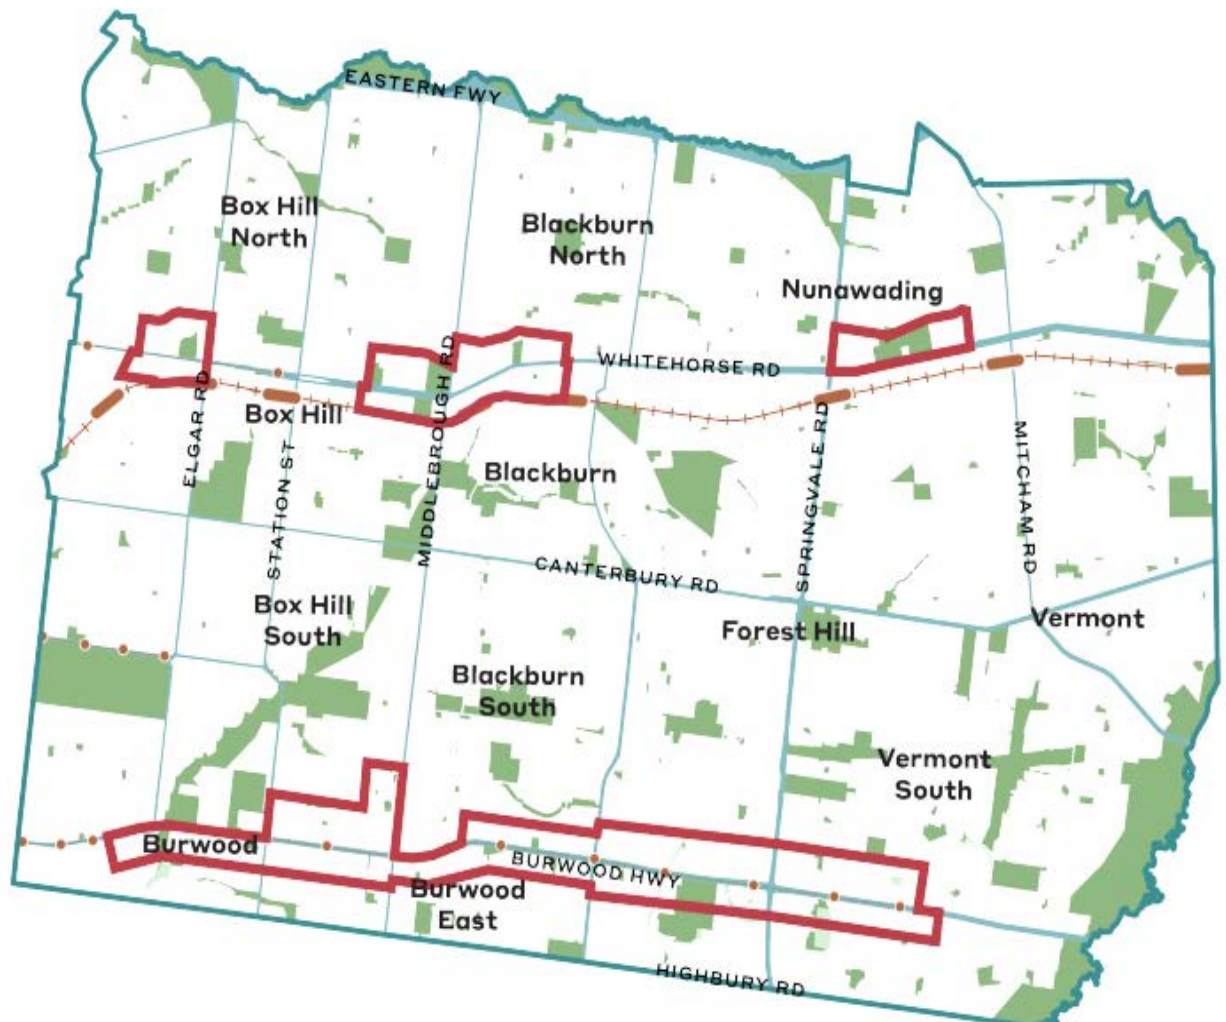 EASTERN FWY
Box Hill
North
Blackburn
North
Nunawading
WHITEHORSE RD
MIDDLEBROUGH RD
ELGAR RD
Box Hill
STATION ST
Blackburn
SPRINGVALE RD
MITCHAM RD
CANTERBURY RD
Box Hill
South
Forest Hill
Vermont
Blackburn
South
Vermont
South
Burwood
BURWOOD HWY
Burwood
East
HIGHBURY RD